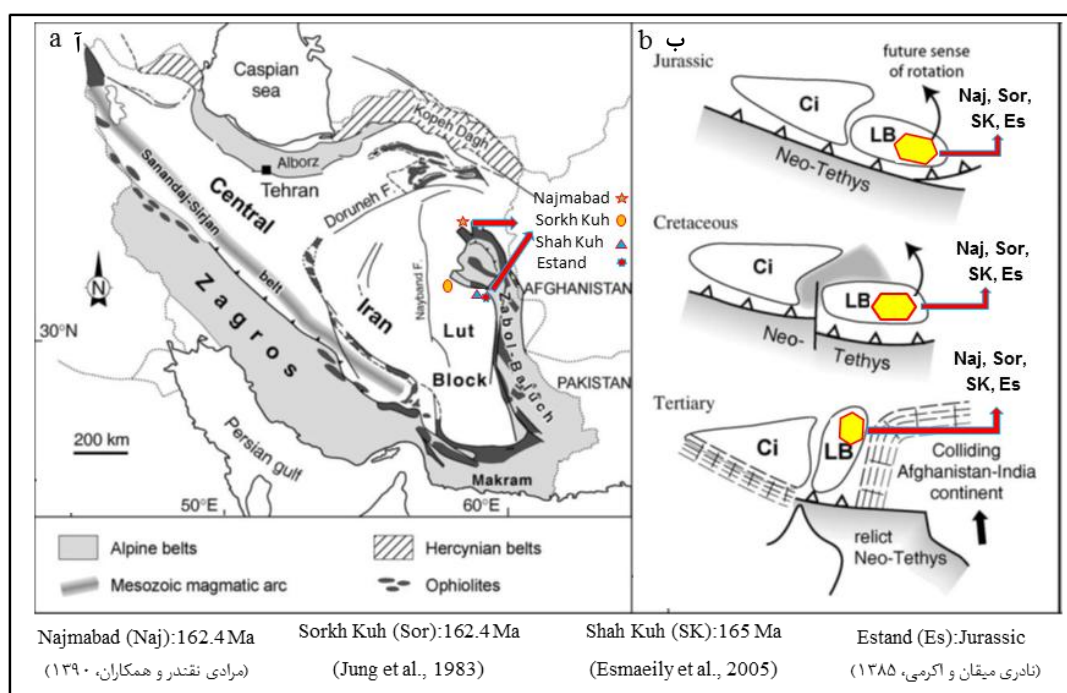 a آ
Caspian
sea
Kopeh Dagh
Alborz
Tehran
Sanandaj-Sirjan
belt
Central
Iran
Doruneh F.
Najmabad
Sorkh Kuh
Shah Kuh
Estand
AFGHANISTAN
N
Zagros
Nayband F.
Lut
Block
Zabol-Baluch
PAKISTAN
30°N
200 km
Persian gulf
Makram
50°E
60°E
Alpine belts
Hercynian belts
Mesozoic magmatic arc
Ophiolites
b ب
Jurassic
future sense
of rotation
Ci
LB
Naj, Sor,
SK, Es
Neo-Tethys
Cretaceous
Ci
LB
Naj, Sor,
SK, Es
Neo-
Tethys
Tertiary
Ci
LB
Naj, Sor,
SK, Es
Colliding
Afghanistan-India
continent
relict
Neo-Tethys
Najmabad (Naj):162.4 Ma
(مرادی نقندر و همکاران، ۱۳۹۰)
Sorkh Kuh (Sor):162.4 Ma
(Jung et al., 1983)
Shah Kuh (SK):165 Ma
(Esmaeily et al., 2005)
Estand (Es):Jurassic
(نادری میقان و اکرمی، ۱۳۸۵)